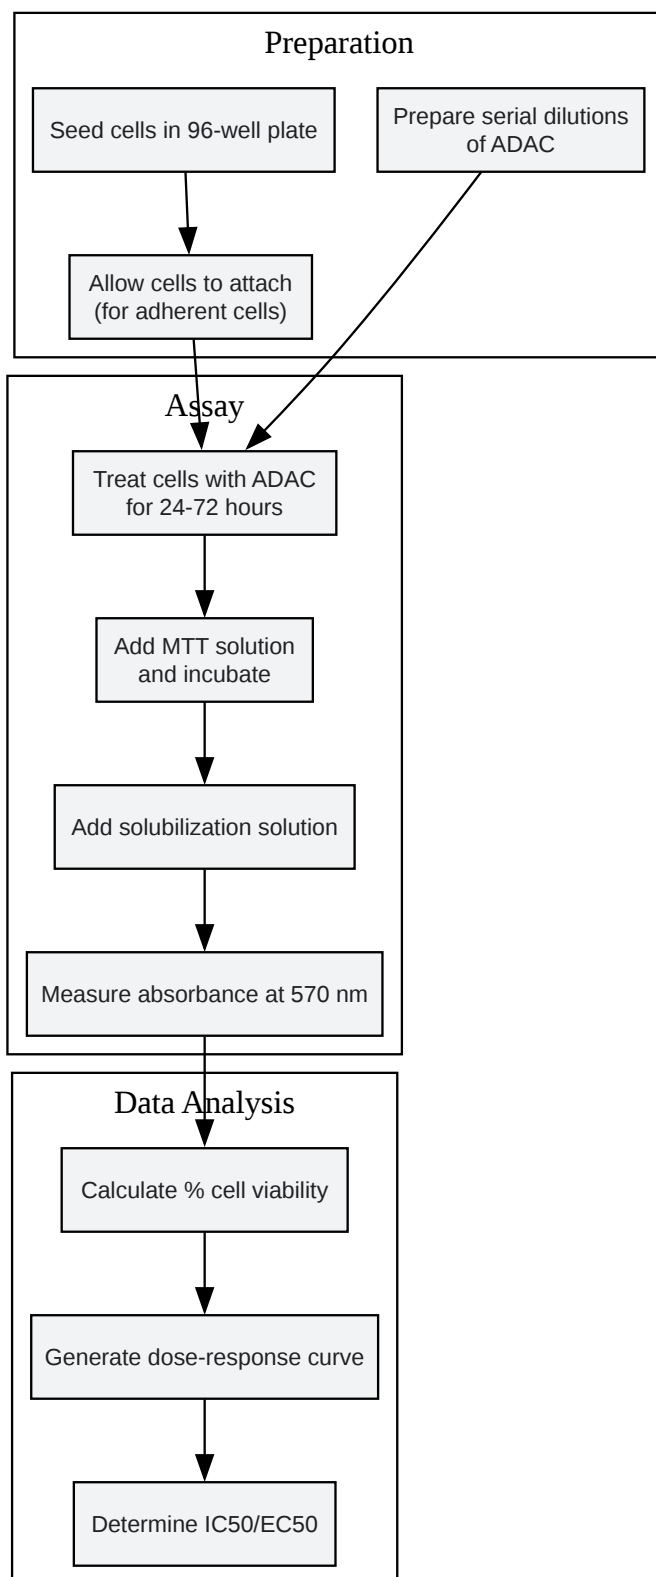 Preparation
Seed cells in 96-well plate
Prepare serial dilutions
of ADAC
Allow cells to attach
(for adherent cells)
Assay
Treat cells with ADAC
for 24-72 hours
Add MTT solution
and incubate
Add solubilization solution
Measure absorbance at 570 nm
Data Analysis
Calculate % cell viability
Generate dose-response curve
Determine IC50/EC50